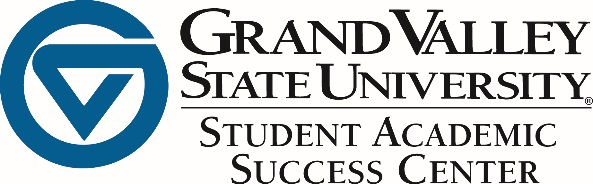 GRAND VALLEY
STATE UNIVERSITY®
STUDENT ACADEMIC
SUCCESS CENTER